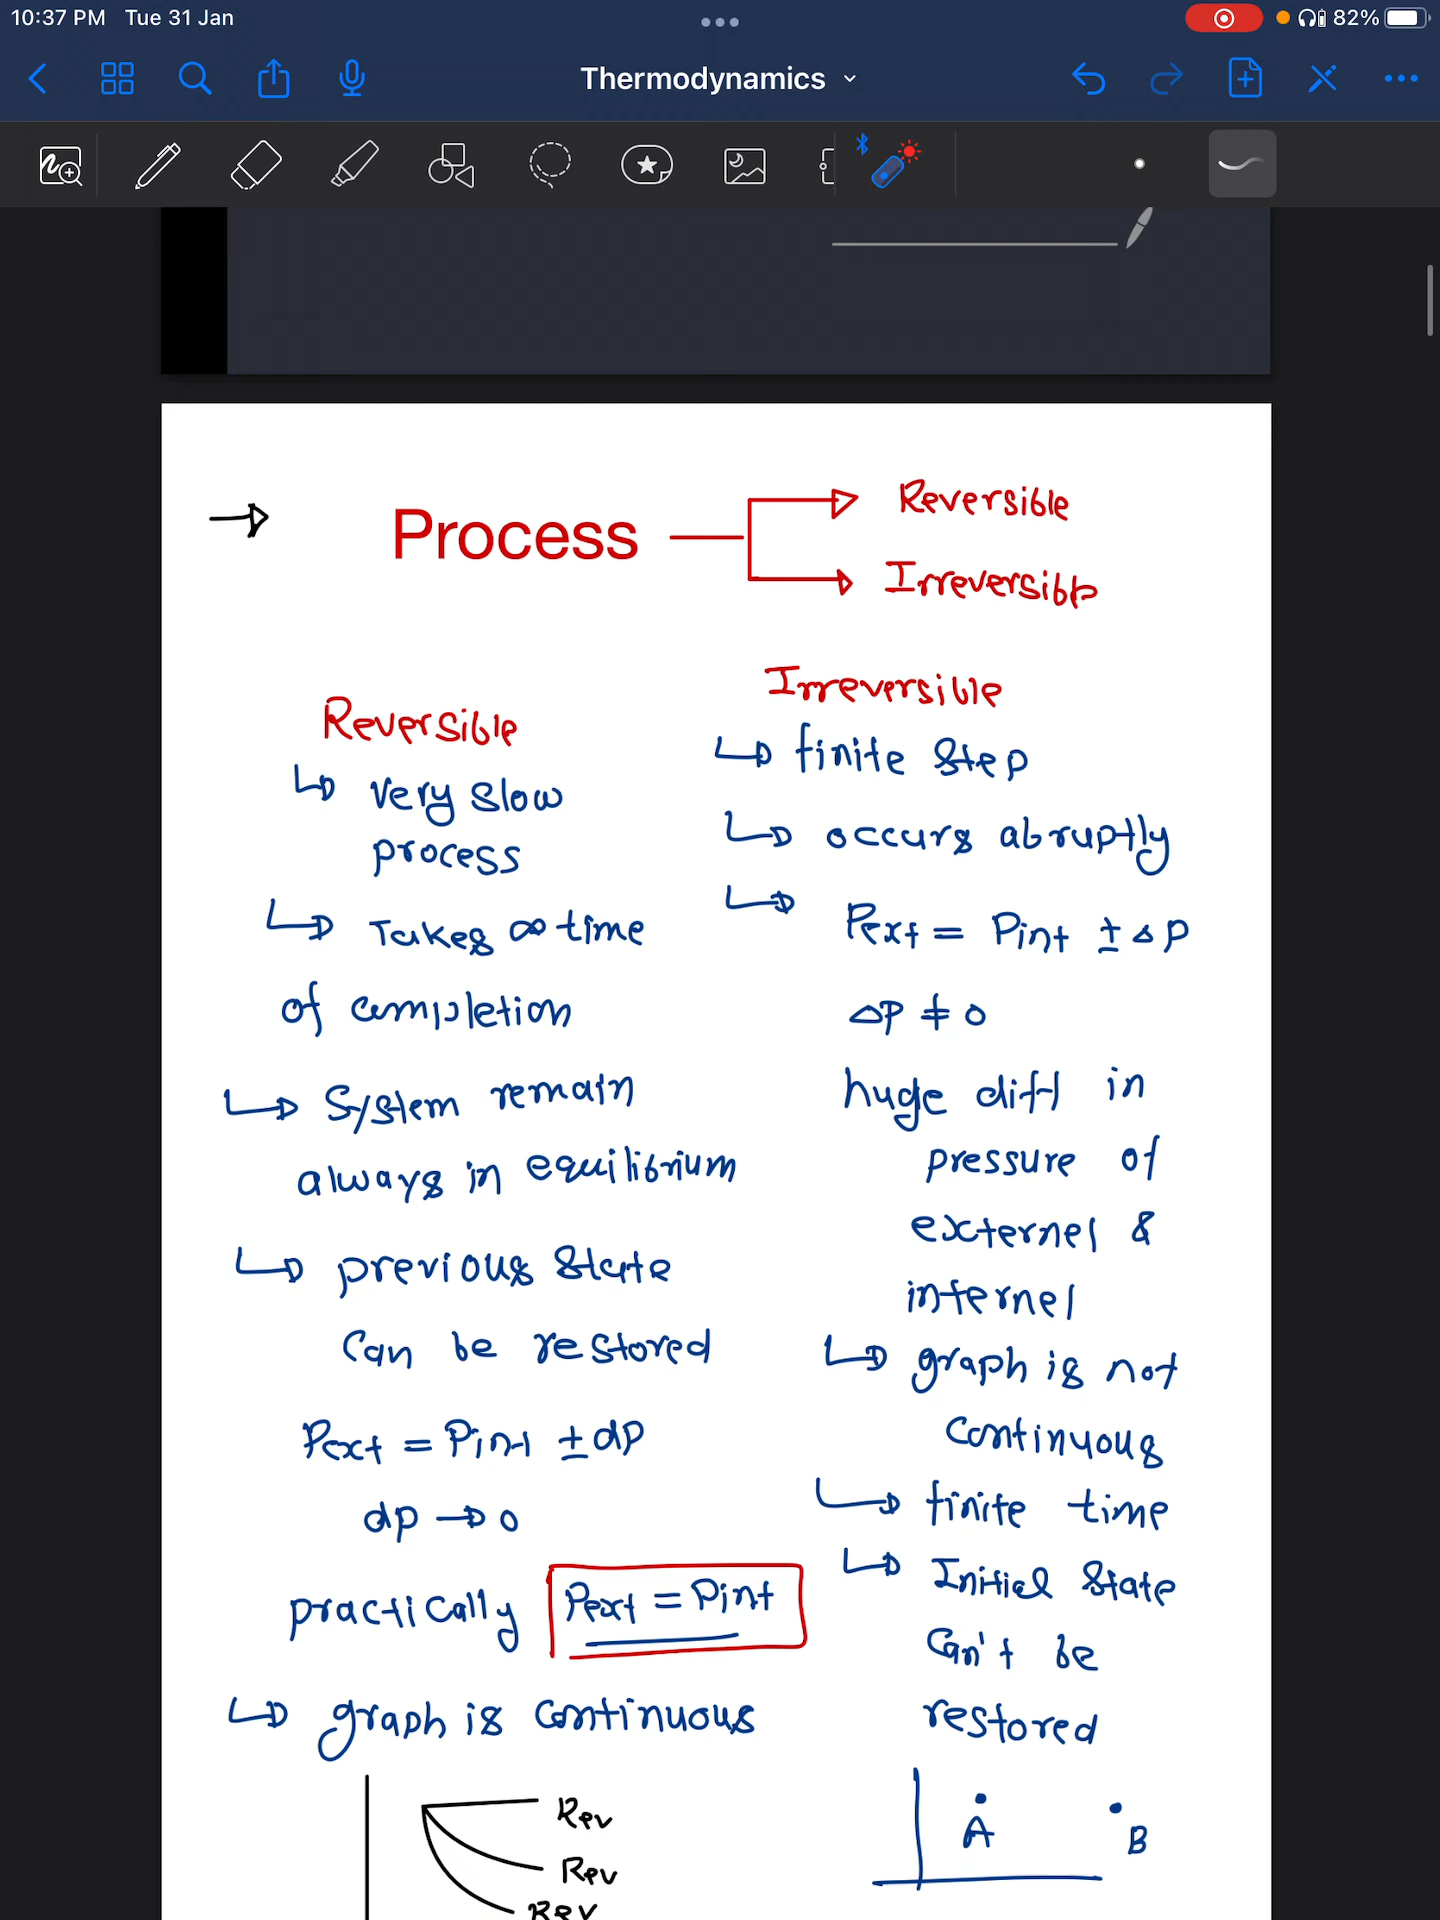 10:37 PM Tue 31 Jan
82%
Thermodynamics
Process
Reversible
Irreversible
Reversible
very slow
process
Takes ∞ time
of completion
System remain
always in equilibrium
previous state
can be restored
Pext = Pint ± dp
dp → 0
practically Pext = Pint
graph is continuous
Rev
Rev
Rev
Irreversible
finite step
occurs abruptly
Pext = Pint ± ΔP
ΔP ≠ 0
huge diff in
pressure of
externel &
internel
graph is not
continuous
finite time
Initial state
can't be
restored
A
B